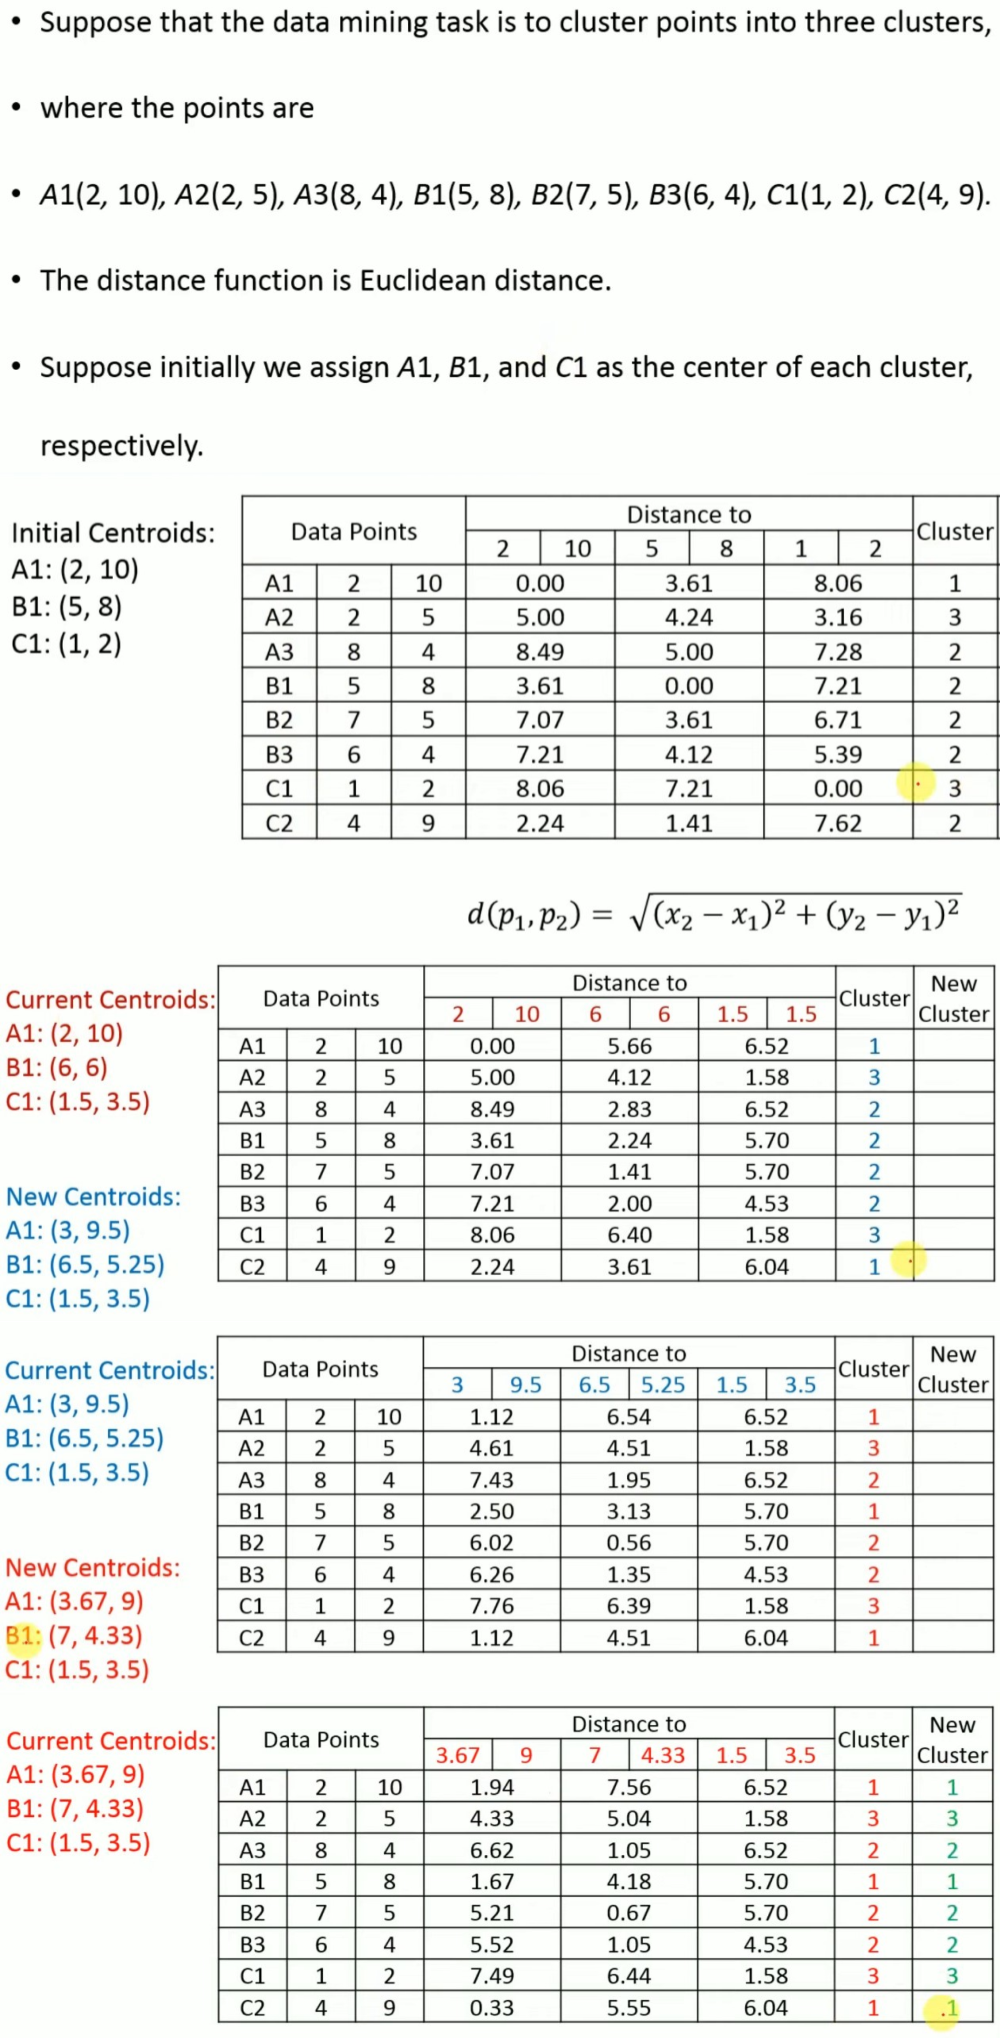 • Suppose that the data mining task is to cluster points into three clusters,
• where the points are
• A1(2, 10), A2(2, 5), A3(8, 4), B1(5, 8), B2(7, 5), B3(6, 4), C1(1, 2), C2(4, 9).
• The distance function is Euclidean distance.
• Suppose initially we assign A1, B1, and C1 as the center of each cluster,
respectively.
Initial Centroids:
A1: (2, 10)
B1: (5, 8)
C1: (1, 2)
Data Points Distance to Cluster
2 10 5 8 1 2
A1 2 10 0.00 3.61 8.06 1
A2 2 5 5.00 4.24 3.16 3
A3 8 4 8.49 5.00 7.28 2
B1 5 8 3.61 0.00 7.21 2
B2 7 5 7.07 3.61 6.71 2
B3 6 4 7.21 4.12 5.39 2
C1 1 2 8.06 7.21 0.00 3
C2 4 9 2.24 1.41 7.62 2
d(p₁, p₂) = √(x₂ − x₁)² + (y₂ − y₁)²
Current Centroids:
A1: (2, 10)
B1: (6, 6)
C1: (1.5, 3.5)
New Centroids:
A1: (3, 9.5)
B1: (6.5, 5.25)
C1: (1.5, 3.5)
Data Points Distance to Cluster New Cluster
2 10 6 6 1.5 1.5
A1 2 10 0.00 5.66 6.52 1
A2 2 5 5.00 4.12 1.58 3
A3 8 4 8.49 2.83 6.52 2
B1 5 8 3.61 2.24 5.70 2
B2 7 5 7.07 1.41 5.70 2
B3 6 4 7.21 2.00 4.53 2
C1 1 2 8.06 6.40 1.58 3
C2 4 9 2.24 3.61 6.04 1
Current Centroids:
A1: (3, 9.5)
B1: (6.5, 5.25)
C1: (1.5, 3.5)
New Centroids:
A1: (3.67, 9)
B1: (7, 4.33)
C1: (1.5, 3.5)
Data Points Distance to Cluster New Cluster
3 9.5 6.5 5.25 1.5 3.5
A1 2 10 1.12 6.54 6.52 1
A2 2 5 4.61 4.51 1.58 3
A3 8 4 7.43 1.95 6.52 2
B1 5 8 2.50 3.13 5.70 1
B2 7 5 6.02 0.56 5.70 2
B3 6 4 6.26 1.35 4.53 2
C1 1 2 7.76 6.39 1.58 3
C2 4 9 1.12 4.51 6.04 1
Current Centroids:
A1: (3.67, 9)
B1: (7, 4.33)
C1: (1.5, 3.5)
Data Points Distance to Cluster New Cluster
3.67 9 7 4.33 1.5 3.5
A1 2 10 1.94 7.56 6.52 1 1
A2 2 5 4.33 5.04 1.58 3 3
A3 8 4 6.62 1.05 6.52 2 2
B1 5 8 1.67 4.18 5.70 1 1
B2 7 5 5.21 0.67 5.70 2 2
B3 6 4 5.52 1.05 4.53 2 2
C1 1 2 7.49 6.44 1.58 3 3
C2 4 9 0.33 5.55 6.04 1 1